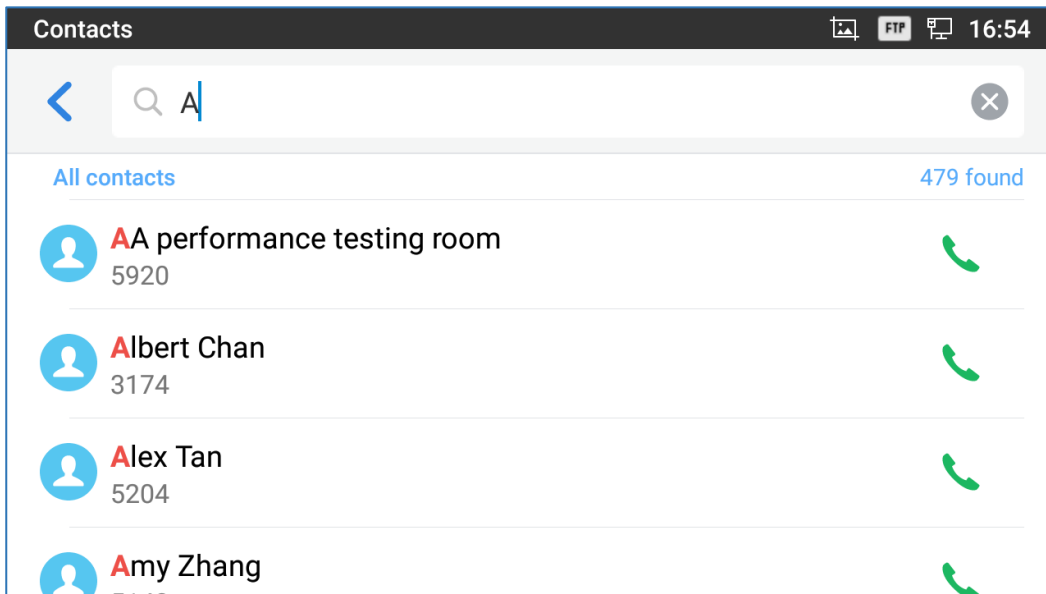 Contacts FTP 16:54
A
All contacts 479 found
AA performance testing room
5920
Albert Chan
3174
Alex Tan
5204
Amy Zhang